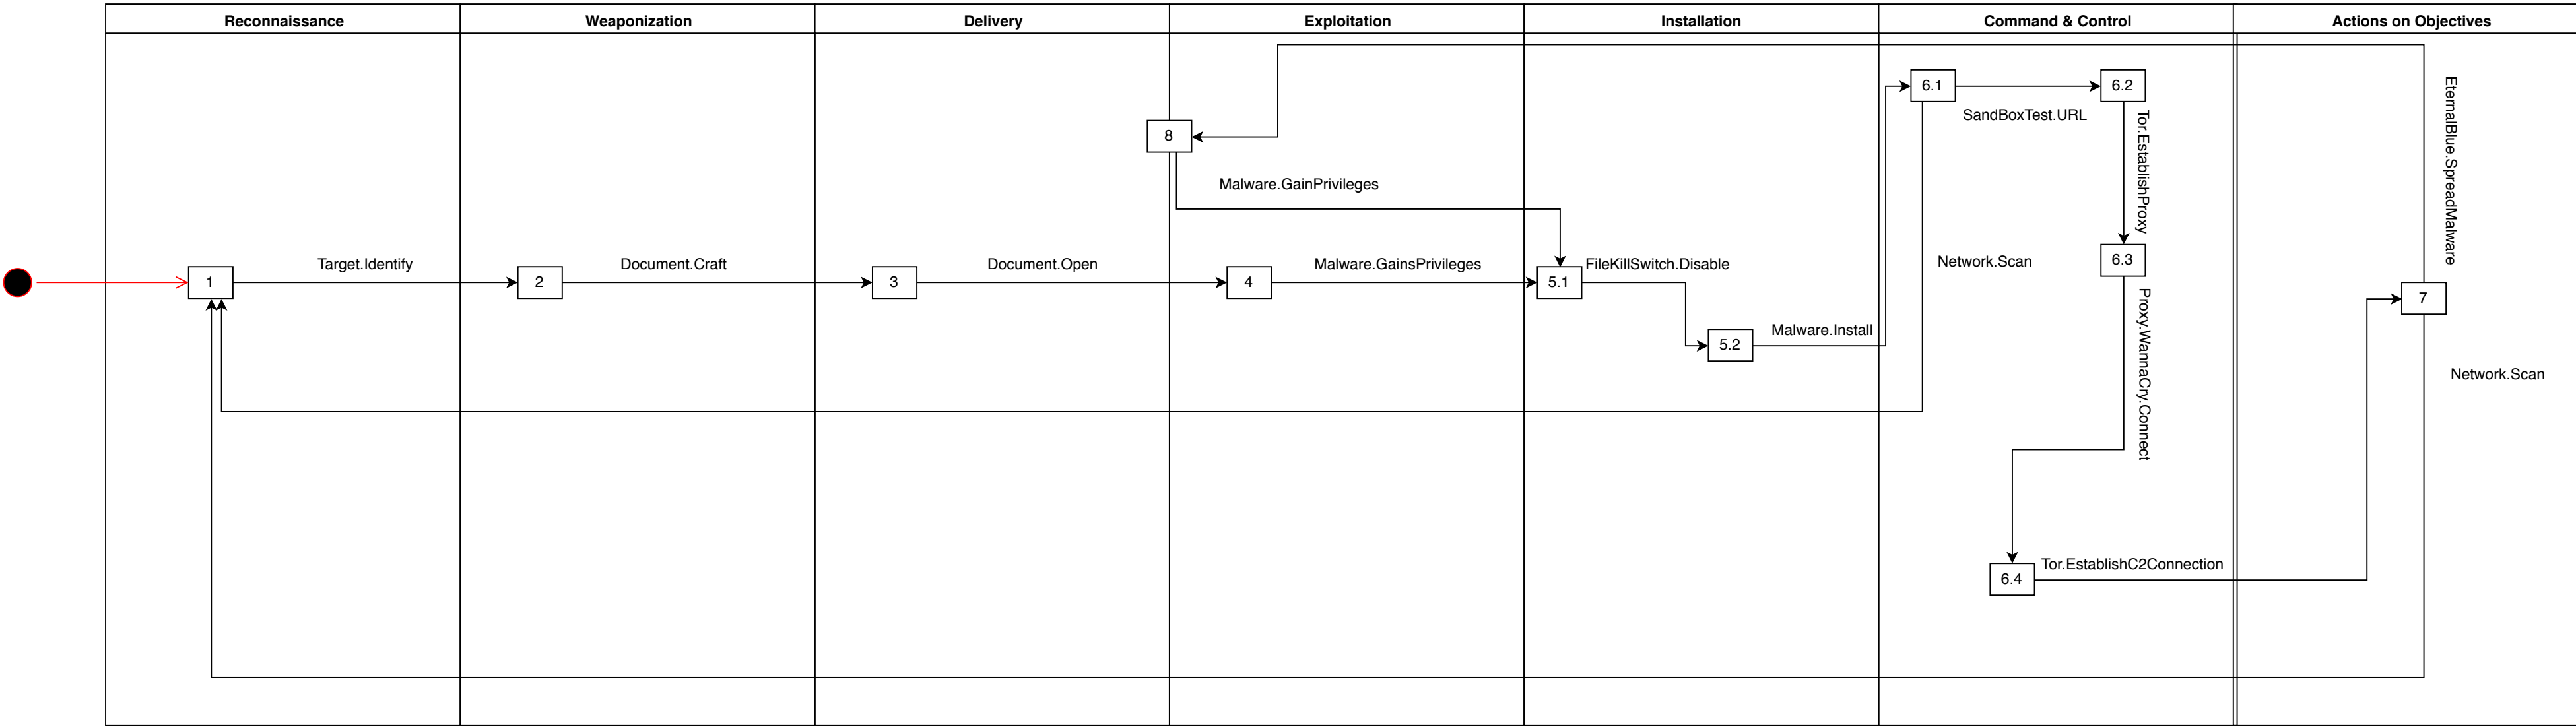 Reconnaissance
Weaponization
Delivery
Exploitation
Installation
Command & Control
Actions on Objectives
6.1
6.2
SandBoxTest.URL
8
Malware.GainPrivileges
Tor.EstablishProxy
EternalBlue.SpreadMalware
1
Target.Identify
2
Document.Craft
3
Document.Open
4
Malware.GainsPrivileges
5.1
FileKillSwitch.Disable
Network.Scan
6.3
7
5.2
Malware.Install
Proxy.WannaCry.Connect
Network.Scan
6.4
Tor.EstablishC2Connection